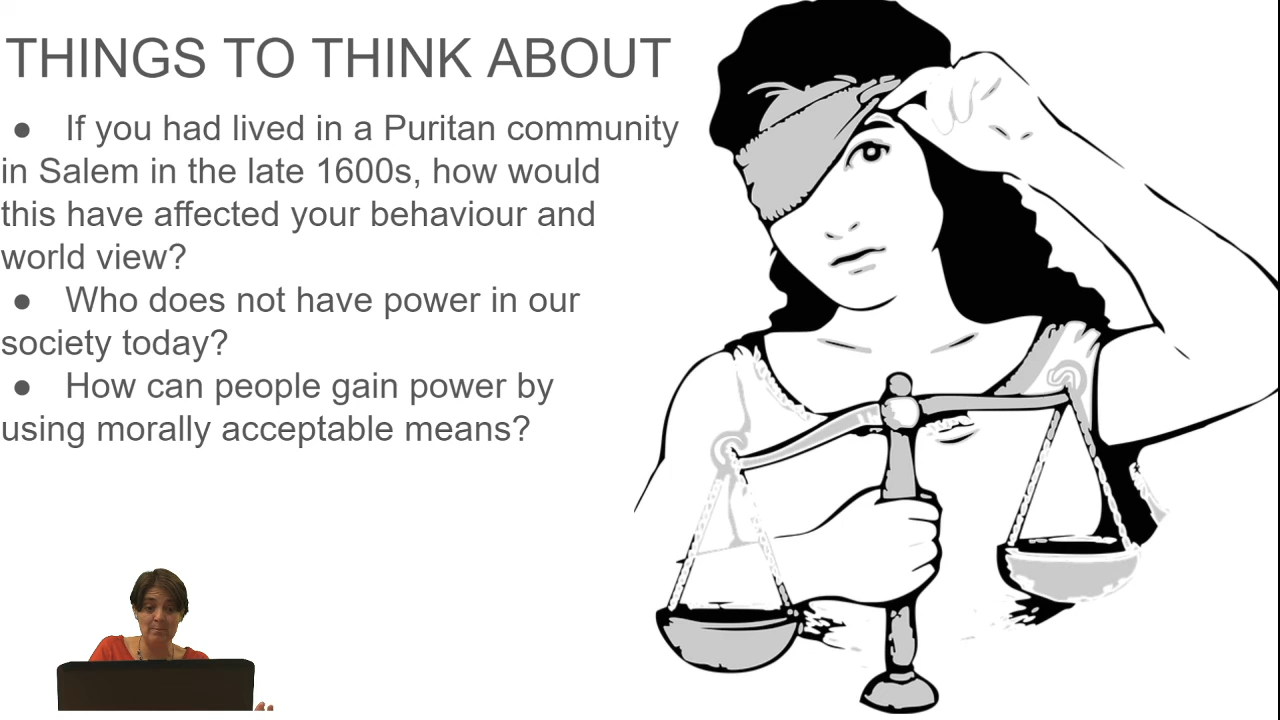 THINGS TO THINK ABOUT
● If you had lived in a Puritan community
in Salem in the late 1600s, how would
this have affected your behaviour and
world view?
● Who does not have power in our
society today?
● How can people gain power by
using morally acceptable means?